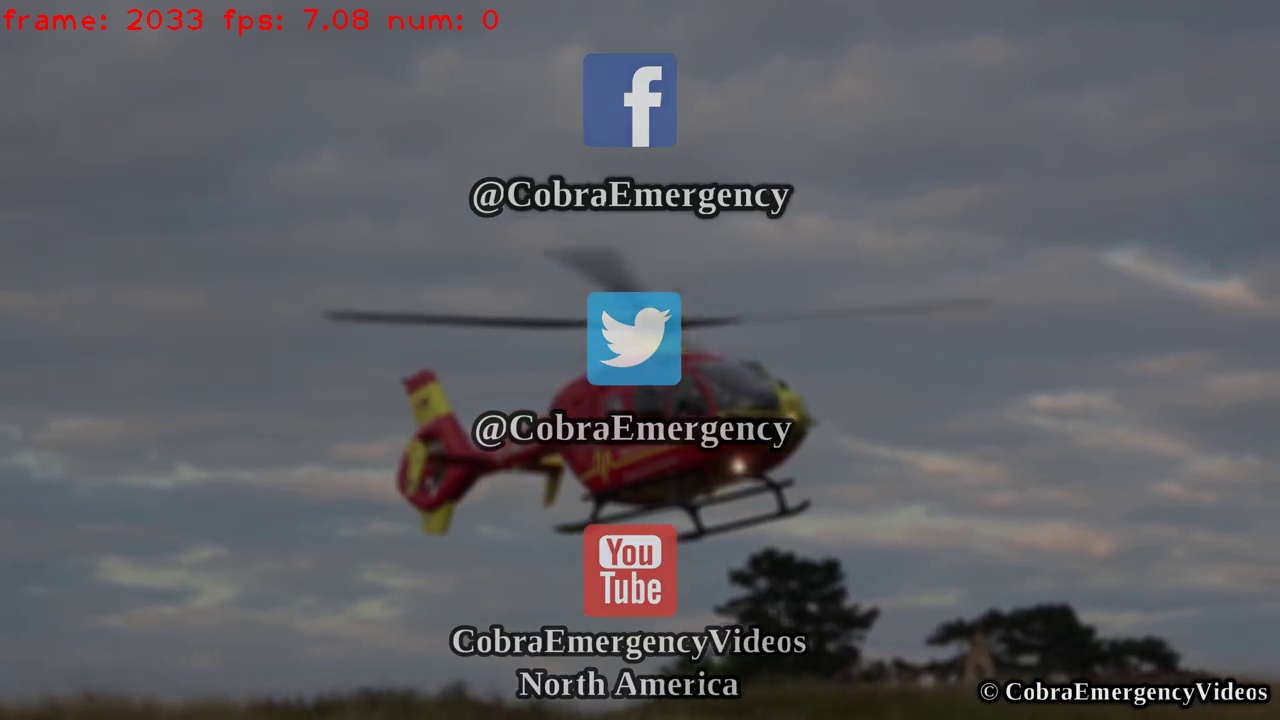 frame: 2033 fps: 7.08 num: 0
f
@CobraEmergency
@CobraEmergency
You
Tube
CobraEmergencyVideos
North America
© CobraEmergencyVideos